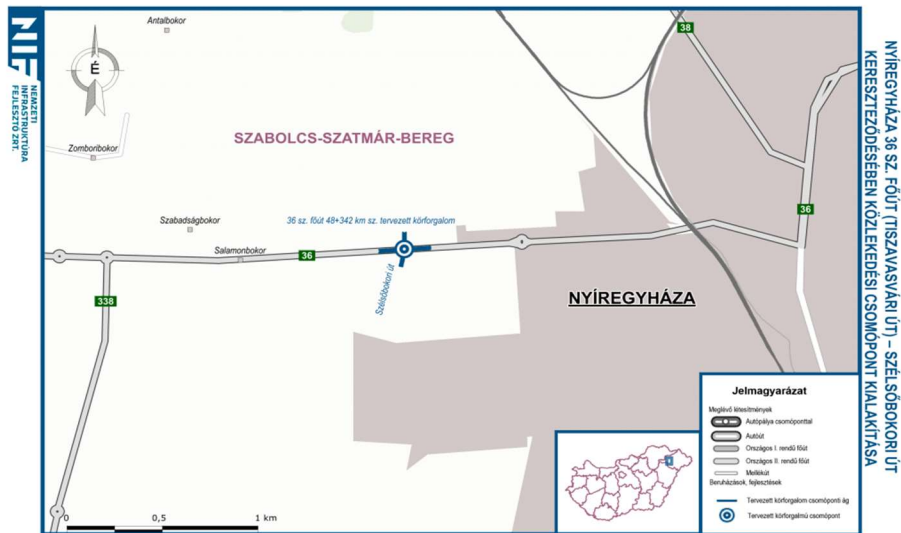 NIF
NEMZETI
INFRASTRUKTÚRA
FEJLESZTŐ ZRT.
NYÍREGYHÁZA 36 SZ. FŐÚT (TISZAVASVÁRI ÚT) – SZÉLSŐBOKORI ÚT
KERESZTEZŐDÉSÉBEN KÖZLEKEDÉSI CSOMÓPONT KIALAKÍTÁSA
Antalbokor
38
É
SZABOLCS-SZATMÁR-BEREG
Zomboribokor
36
Szabadságbokor
36 sz. főút 48+342 km sz. tervezett körforgalom
Salamonbokor
36
Szélsőbokori út
338
NYÍREGYHÁZA
Jelmagyarázat
Meglévő létesítmények
Autópálya csomóponttal
Autóút
Országos I. rendű főút
Országos II. rendű főút
Mellékút
Beruházások, fejlesztések
Tervezett körforgalom csomóponti ág
Tervezett körforgalmú csomópont
0 0,5 1 km